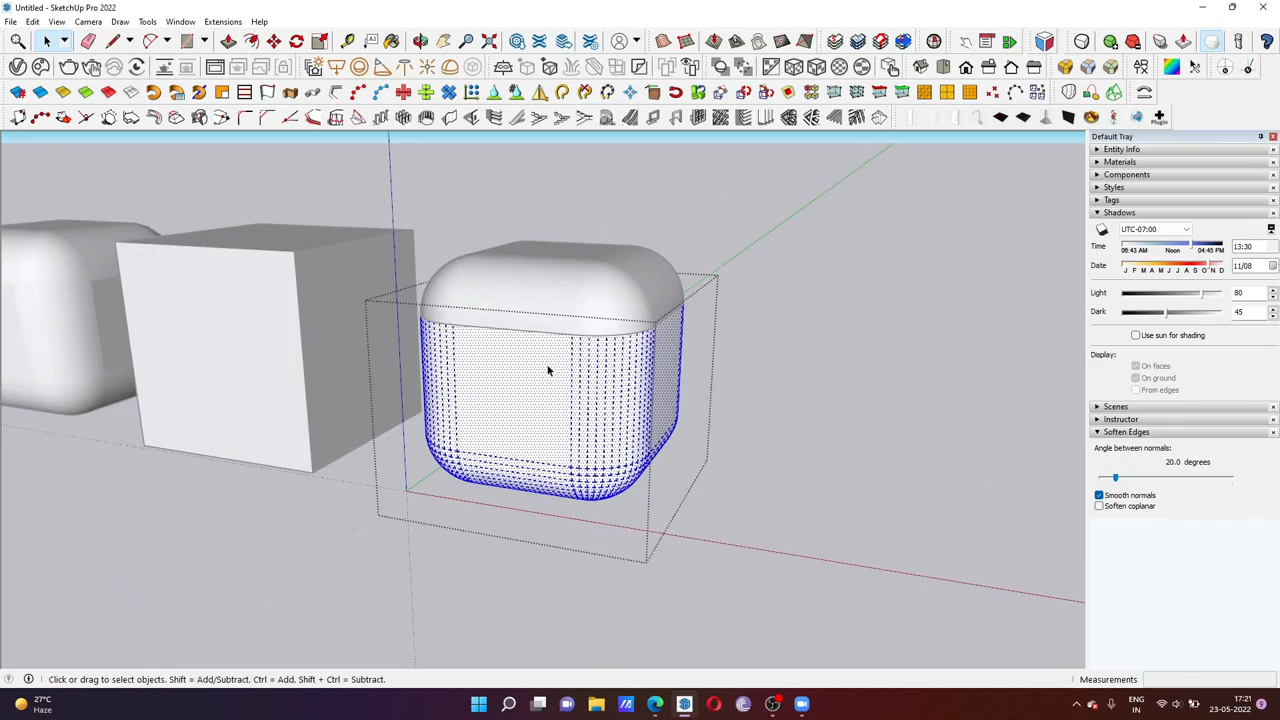 Untitled - SketchUp Pro 2022
File Edit View Camera Draw Tools Window Extensions Help
Default Tray
Entity Info
Materials
Components
Styles
Tags
Shadows
UTC-07:00
Time 06:43 AM Noon 04:45 PM 13:30
Date J F M A M J J A S O N D 11/08
Light 80
Dark 45
Use sun for shading
Display:
On faces
On ground
From edges
Scenes
Instructor
Soften Edges
Angle between normals:
20.0 degrees
Smooth normals
Soften coplanar
Plugin
Click or drag to select objects. Shift = Add/Subtract. Ctrl = Add. Shift + Ctrl = Subtract.
Measurements
27°C
Haze
ENG
IN
17:21
23-05-2022